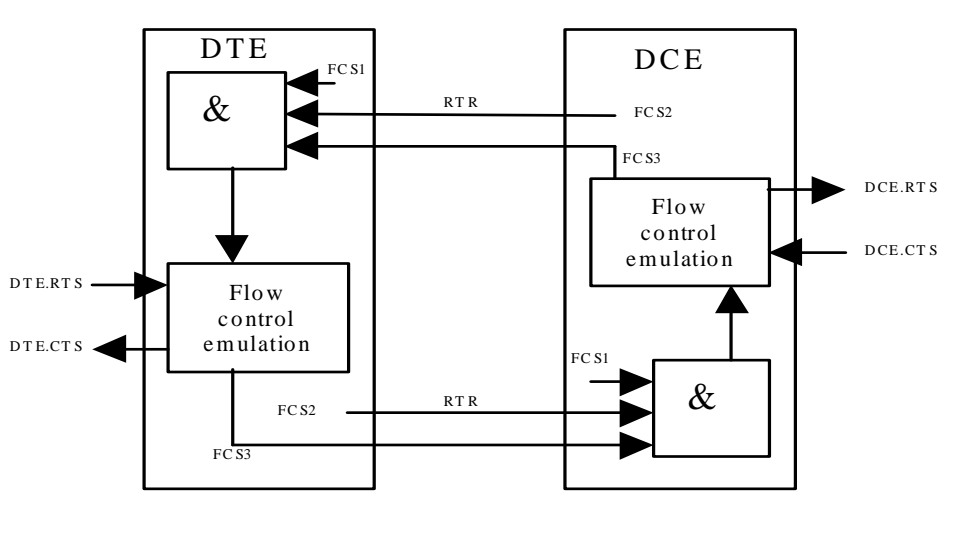 DTE
DCE
FCS1
&
RTR
FCS2
FCS3
DCE.RTS
Flow
control
emulation
DCE.CTS
DTE.RTS
Flow
control
emulation
DTE.CTS
FCS1
&
FCS2
RTR
FCS3